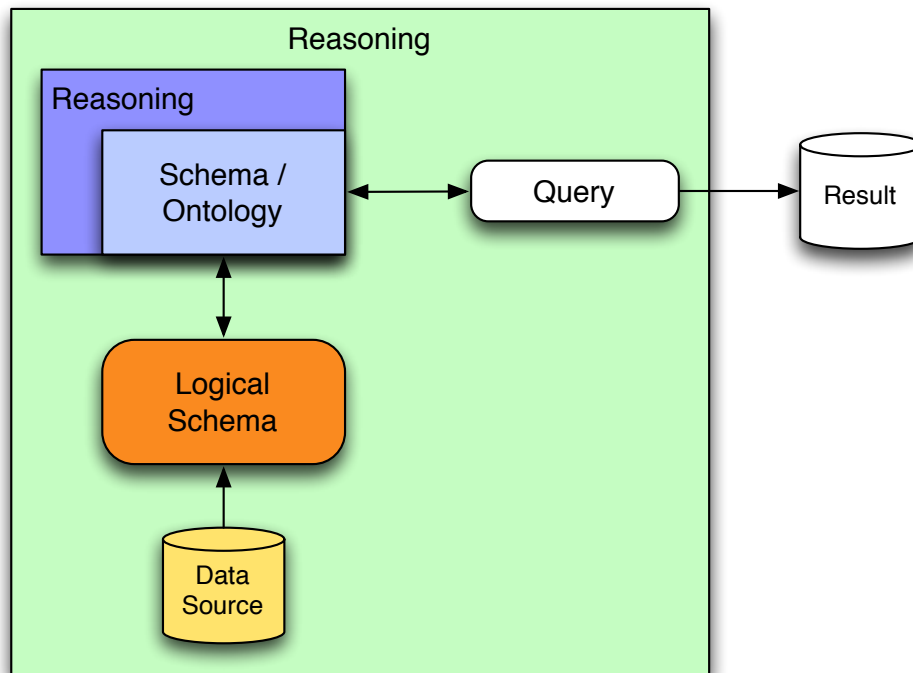 Reasoning
Reasoning
Schema /
Ontology
Query
Result
Logical
Schema
Data
Source